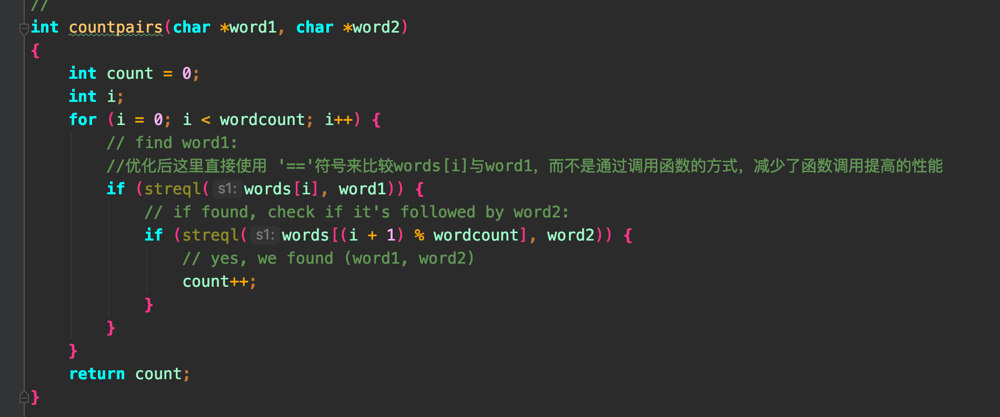 //
int countpairs(char *word1, char *word2)
{
    int count = 0;
    int i;
    for (i = 0; i < wordcount; i++) {
        // find word1:
        //优化后这里直接使用 '=='符号来比较words[i]与word1，而不是通过调用函数的方式，减少了函数调用提高的性能
        if (streql( s1: words[i], word1)) {
            // if found, check if it's followed by word2:
            if (streql( s1: words[(i + 1) % wordcount], word2)) {
                // yes, we found (word1, word2)
                count++;
            }
        }
    }
    return count;
}